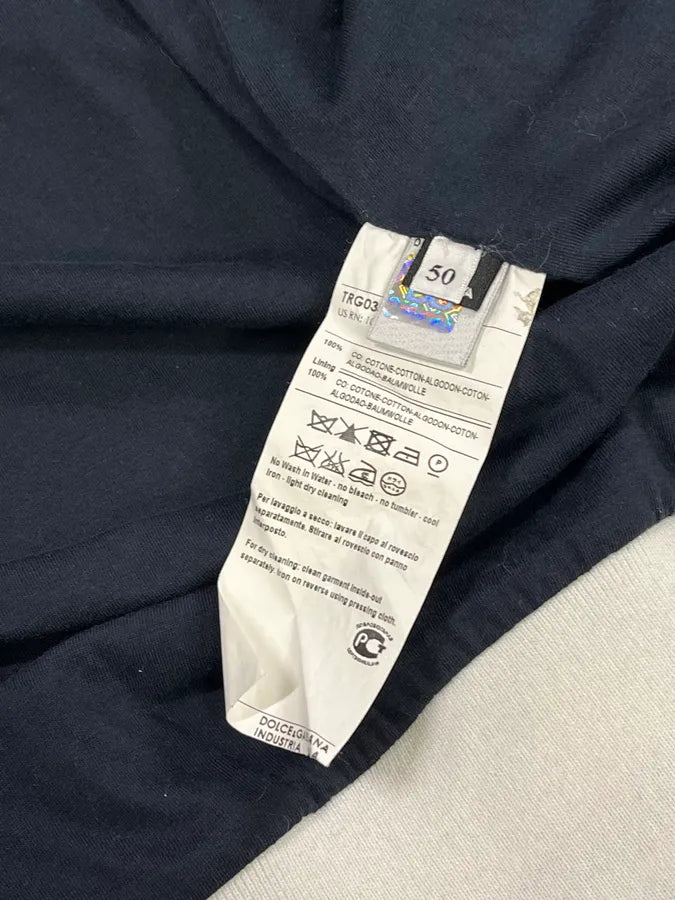 50
A
TRG03
US RN: 1
100% CO: COTONE-COTTON-ALGODON-COTON-
ALGODAO-BAUMWOLLE
Lining
100% CO: COTONE-COTTON-ALGODON-COTON-
ALGODAO-BAUMWOLLE
P
No Wash in Water - no bleach - no tumbler - cool
Iron - light dry cleaning
Per lavaggio a secco: lavare il capo al rovescio
separatamente. Stirare al rovescio con panno
interposto.
For dry cleaning: clean garment inside-out
separately. Iron on reverse using pressing cloth.
DOLCE&GABBANA
INDUSTRIA